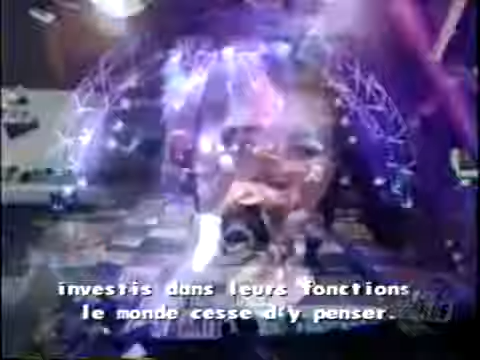 investis dans leurs fonctions
le monde cesse d'y penser.